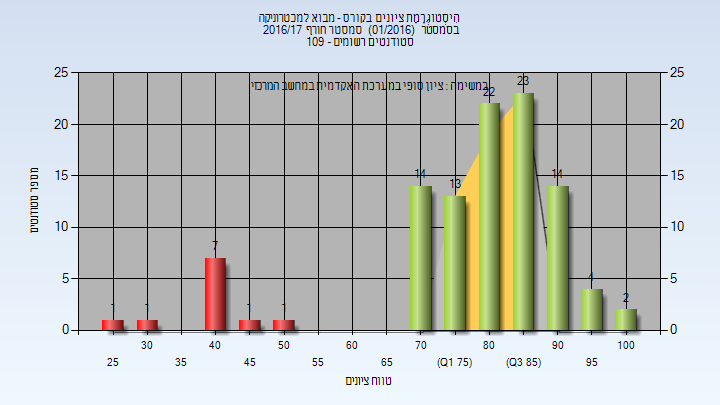 היסטוגרמת ציונים בקורס - מבוא למכטרוניקה
בסמסטר (01/2016) סמסטר חורף 2016/17
סטודנטים רשומים - 109
במשימה : ציון סופי במערכת האקדמית במחשב המרכזי
מספר סטודנטים
25 25
20 20
15 15
10 10
5 5
0 0
1 1 7 1 1 14 13 22 23 14 4 2
30 40 50 60 70 80 90 100
25 35 45 55 65 (Q1 75) (Q3 85) 95
טווח ציונים